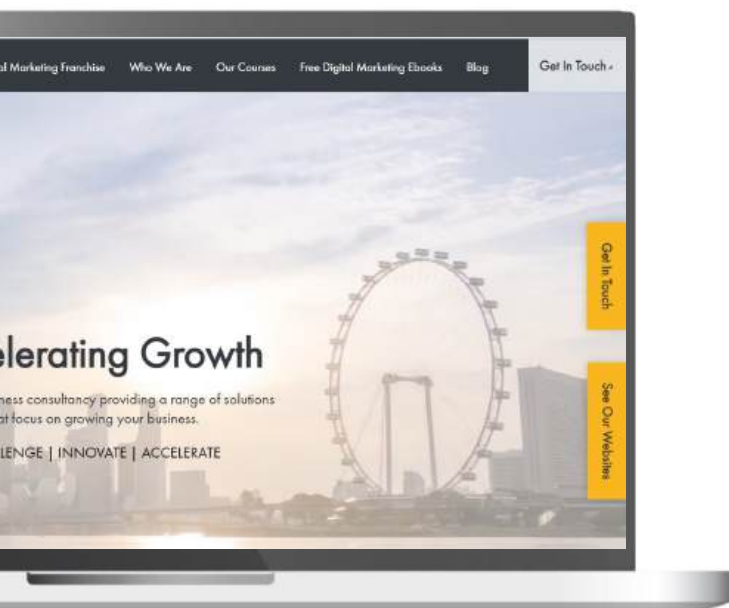 al Marketing Franchise Who We Are Our Courses Free Digital Marketing Ebooks Blog Get In Touch
Get In Touch
elerating Growth
ness consultancy providing a range of solutions
at focus on growing your business.
LENGE | INNOVATE | ACCELERATE
See Our Websites